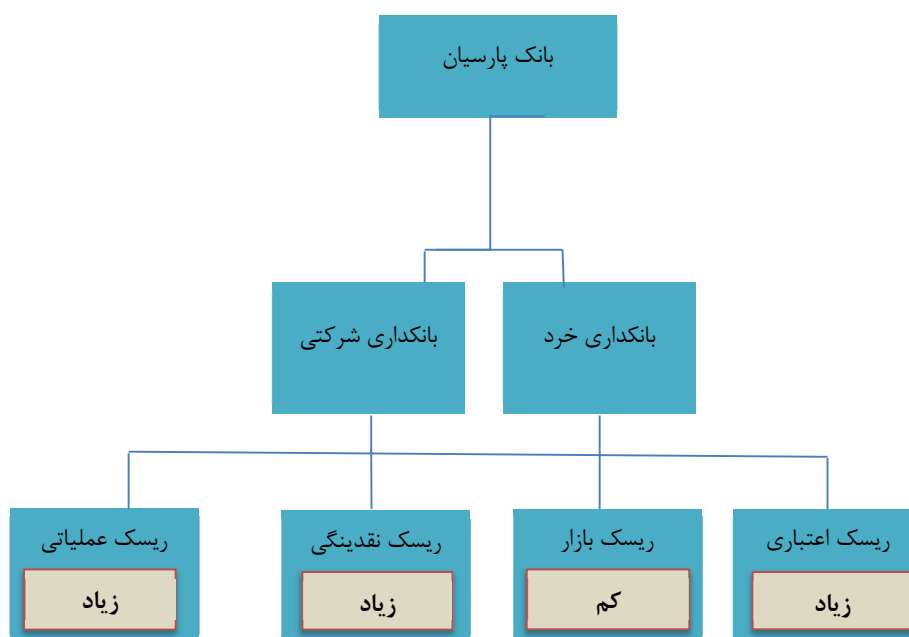 بانک پارسیان
بانکداری خرد
بانکداری شرکتی
ریسک اعتباری
زیاد
ریسک بازار
کم
ریسک نقدینگی
زیاد
ریسک عملیاتی
زیاد